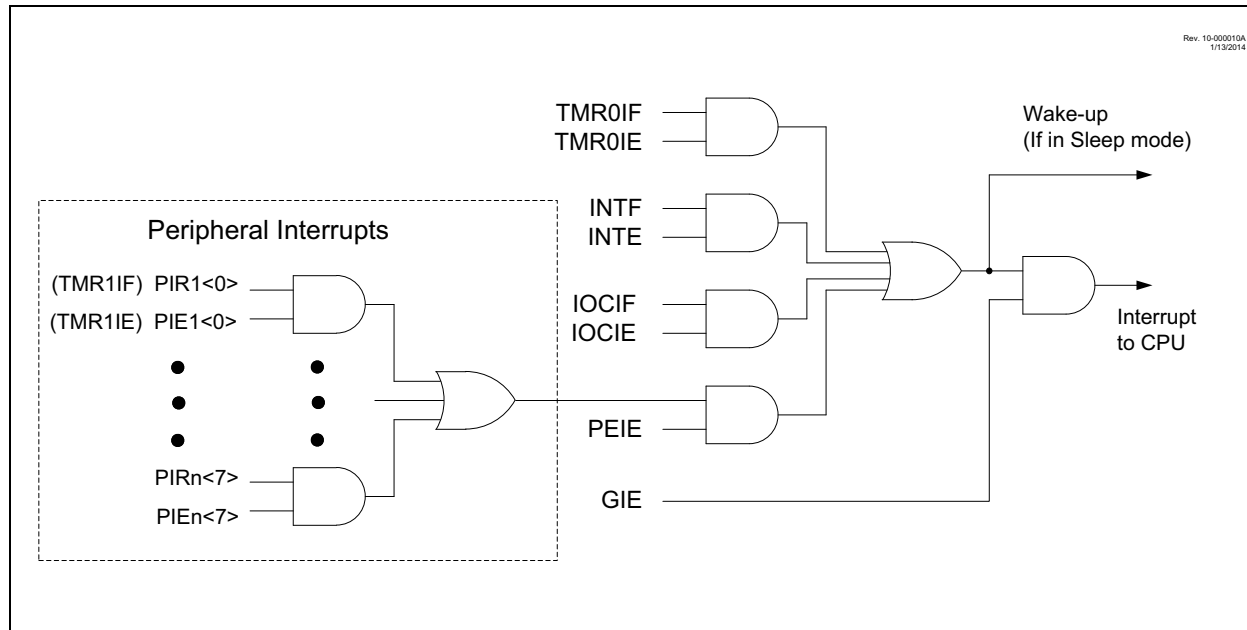 Rev. 10-000010A
1/13/2014
TMR0IF
TMR0IE
Wake-up
(If in Sleep mode)
INTF
INTE
Peripheral Interrupts
(TMR1IF) PIR1<0>
(TMR1IE) PIE1<0>
IOCIF
IOCIE
Interrupt
to CPU
PEIE
PIRn<7>
PIEn<7>
GIE